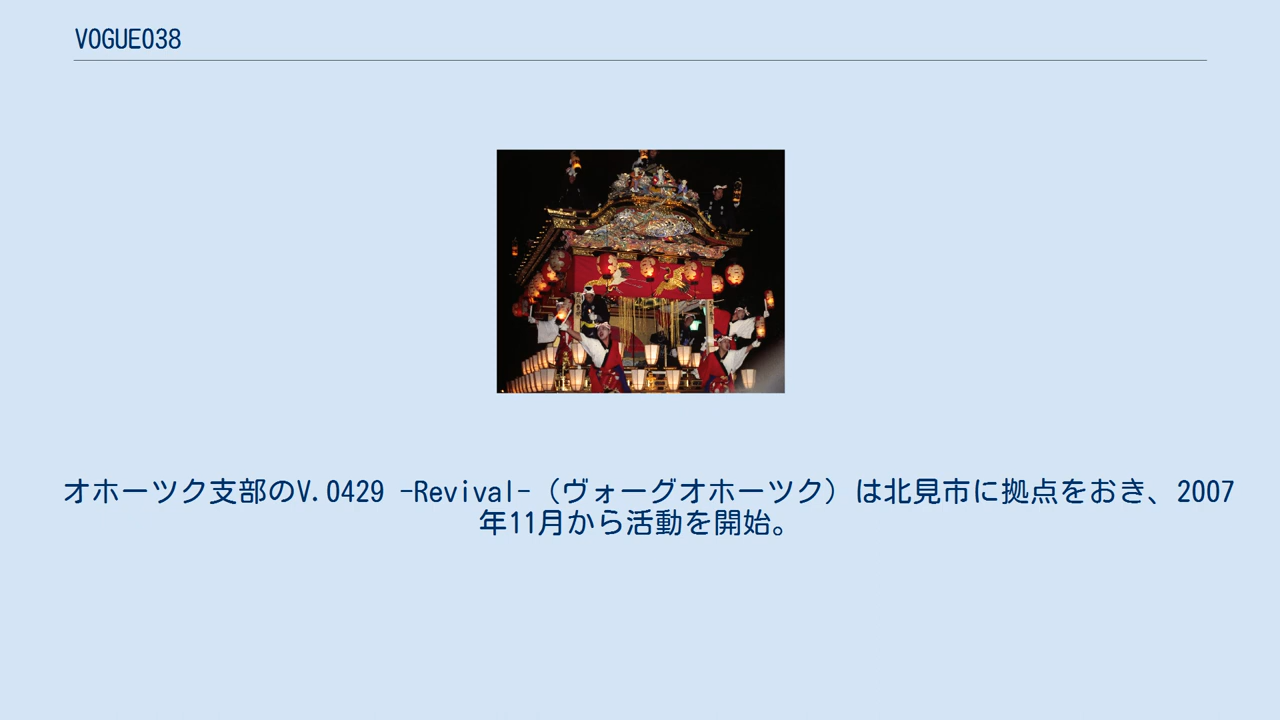 VOGUE038
オホーツク支部のV.0429 -Revival-（ヴォーグオホーツク）は北見市に拠点をおき、2007
年11月から活動を開始。